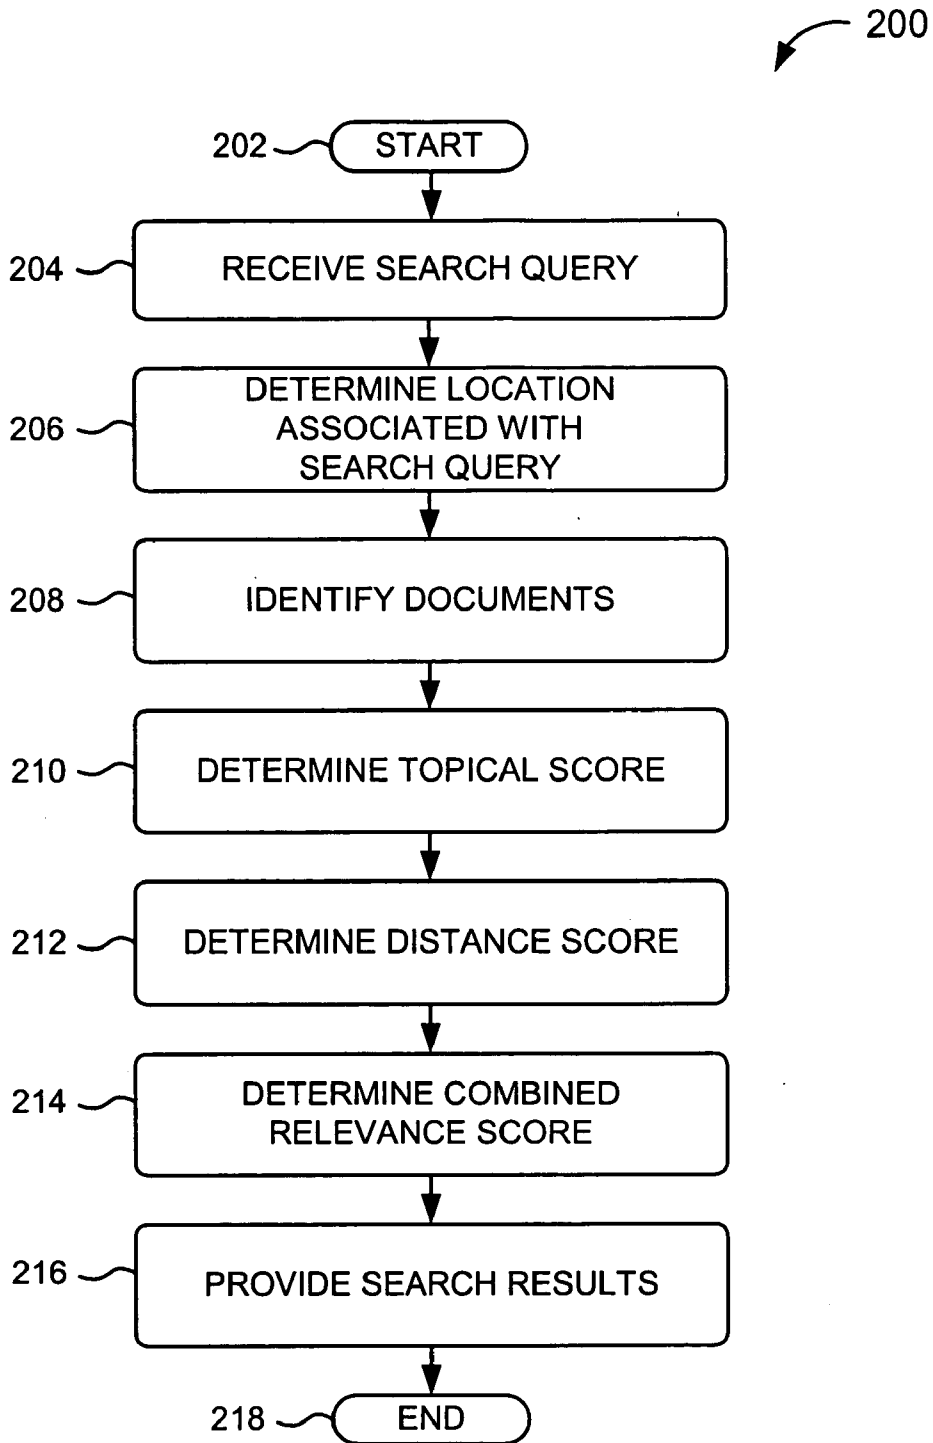 200
202
START
204
RECEIVE SEARCH QUERY
206
DETERMINE LOCATION
ASSOCIATED WITH
SEARCH QUERY
208
IDENTIFY DOCUMENTS
210
DETERMINE TOPICAL SCORE
212
DETERMINE DISTANCE SCORE
214
DETERMINE COMBINED
RELEVANCE SCORE
216
PROVIDE SEARCH RESULTS
218
END